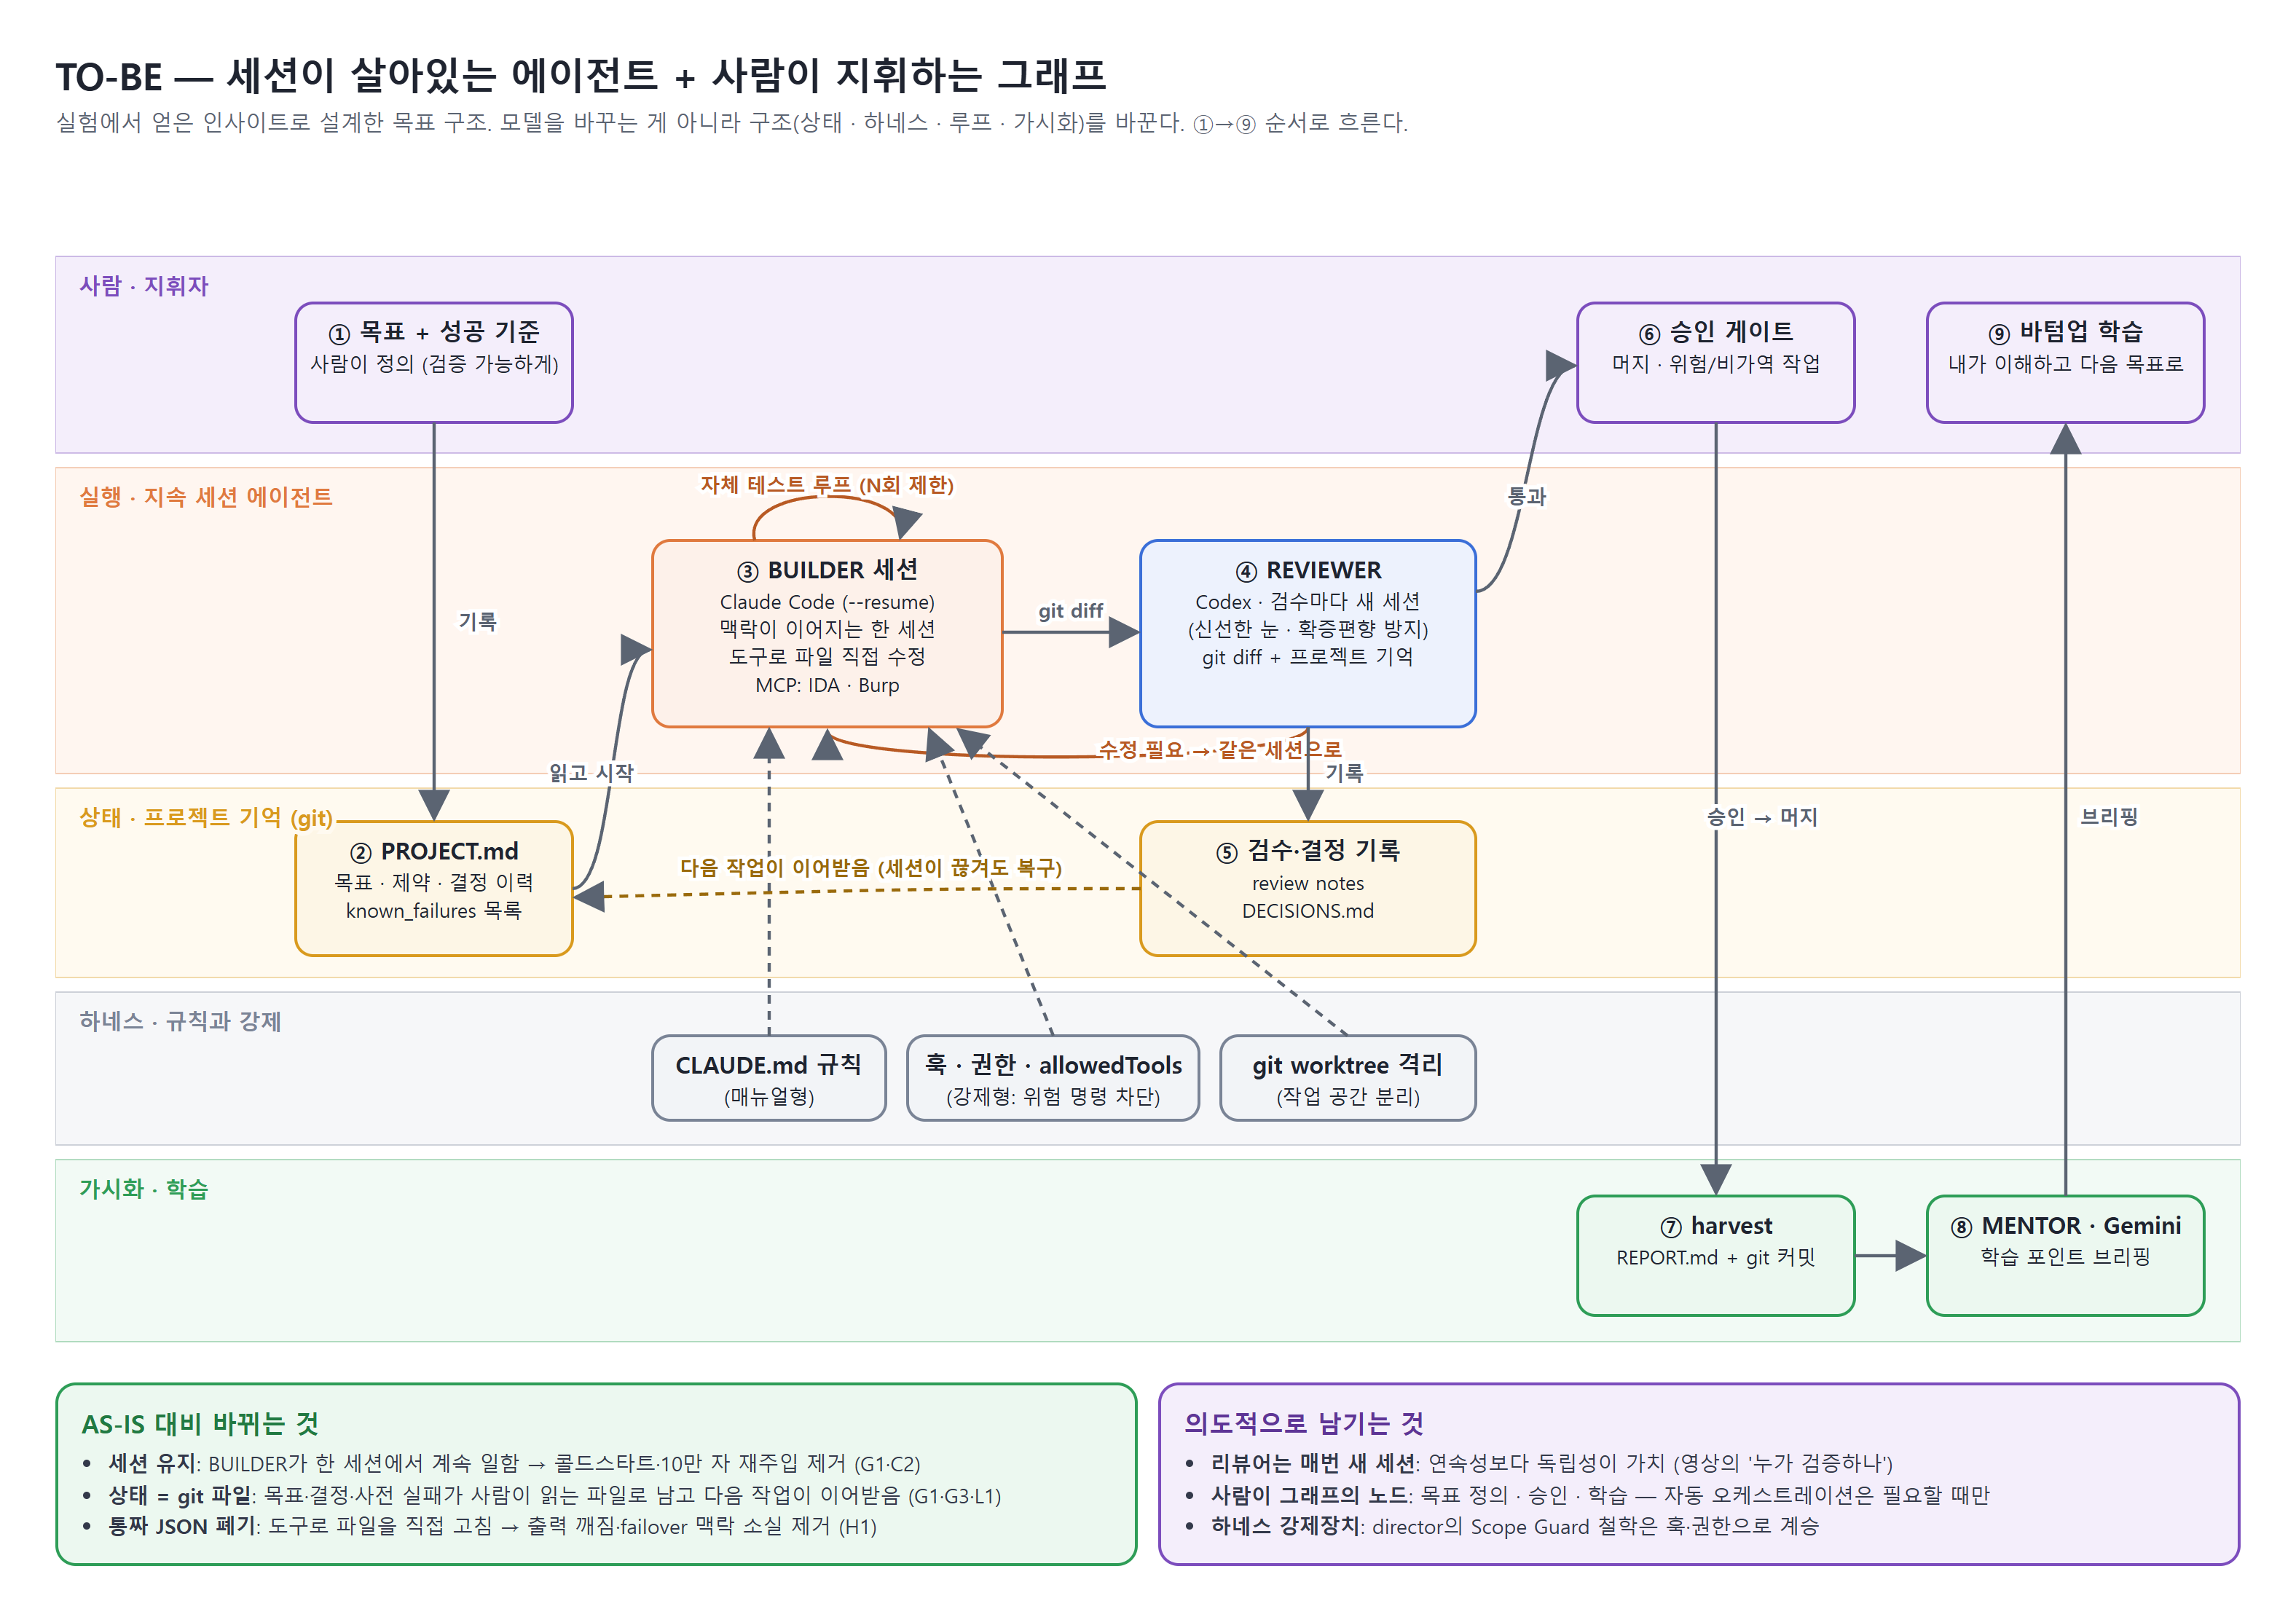 TO-BE — 세션이 살아있는 에이전트 + 사람이 지휘하는 그래프
실험에서 얻은 인사이트로 설계한 목표 구조. 모델을 바꾸는 게 아니라 구조(상태 · 하네스 · 루프 · 가시화)를 바꾼다. ①→⑨ 순서로 흐른다.
사람 · 지휘자
① 목표 + 성공 기준
사람이 정의 (검증 가능하게)
⑥ 승인 게이트
머지 · 위험/비가역 작업
⑨ 바텀업 학습
내가 이해하고 다음 목표로
실행 · 지속 세션 에이전트
자체 테스트 루프 (N회 제한)
통과
③ BUILDER 세션
Claude Code (--resume)
맥락이 이어지는 한 세션
도구로 파일 직접 수정
MCP: IDA · Burp
git diff
④ REVIEWER
Codex · 검수마다 새 세션
(신선한 눈 · 확증편향 방지)
git diff + 프로젝트 기억
기록
수정 필요 → 같은 세션으로
읽고 시작
기록
상태 · 프로젝트 기억 (git)
승인 → 머지
브리핑
② PROJECT.md
목표 · 제약 · 결정 이력
known_failures 목록
다음 작업이 이어받음 (세션이 끊겨도 복구)
⑤ 검수·결정 기록
review notes
DECISIONS.md
하네스 · 규칙과 강제
CLAUDE.md 규칙
(매뉴얼형)
훅 · 권한 · allowedTools
(강제형: 위험 명령 차단)
git worktree 격리
(작업 공간 분리)
가시화 · 학습
⑦ harvest
REPORT.md + git 커밋
⑧ MENTOR · Gemini
학습 포인트 브리핑
AS-IS 대비 바뀌는 것
• 세션 유지: BUILDER가 한 세션에서 계속 일함 → 콜드스타트·10만 자 재주입 제거 (G1·C2)
• 상태 = git 파일: 목표·결정·사전 실패가 사람이 읽는 파일로 남고 다음 작업이 이어받음 (G1·G3·L1)
• 통짜 JSON 폐기: 도구로 파일을 직접 고침 → 출력 깨짐·failover 맥락 소실 제거 (H1)
의도적으로 남기는 것
• 리뷰어는 매번 새 세션: 연속성보다 독립성이 가치 (영상의 '누가 검증하나')
• 사람이 그래프의 노드: 목표 정의 · 승인 · 학습 — 자동 오케스트레이션은 필요할 때만
• 하네스 강제장치: director의 Scope Guard 철학은 훅·권한으로 계승